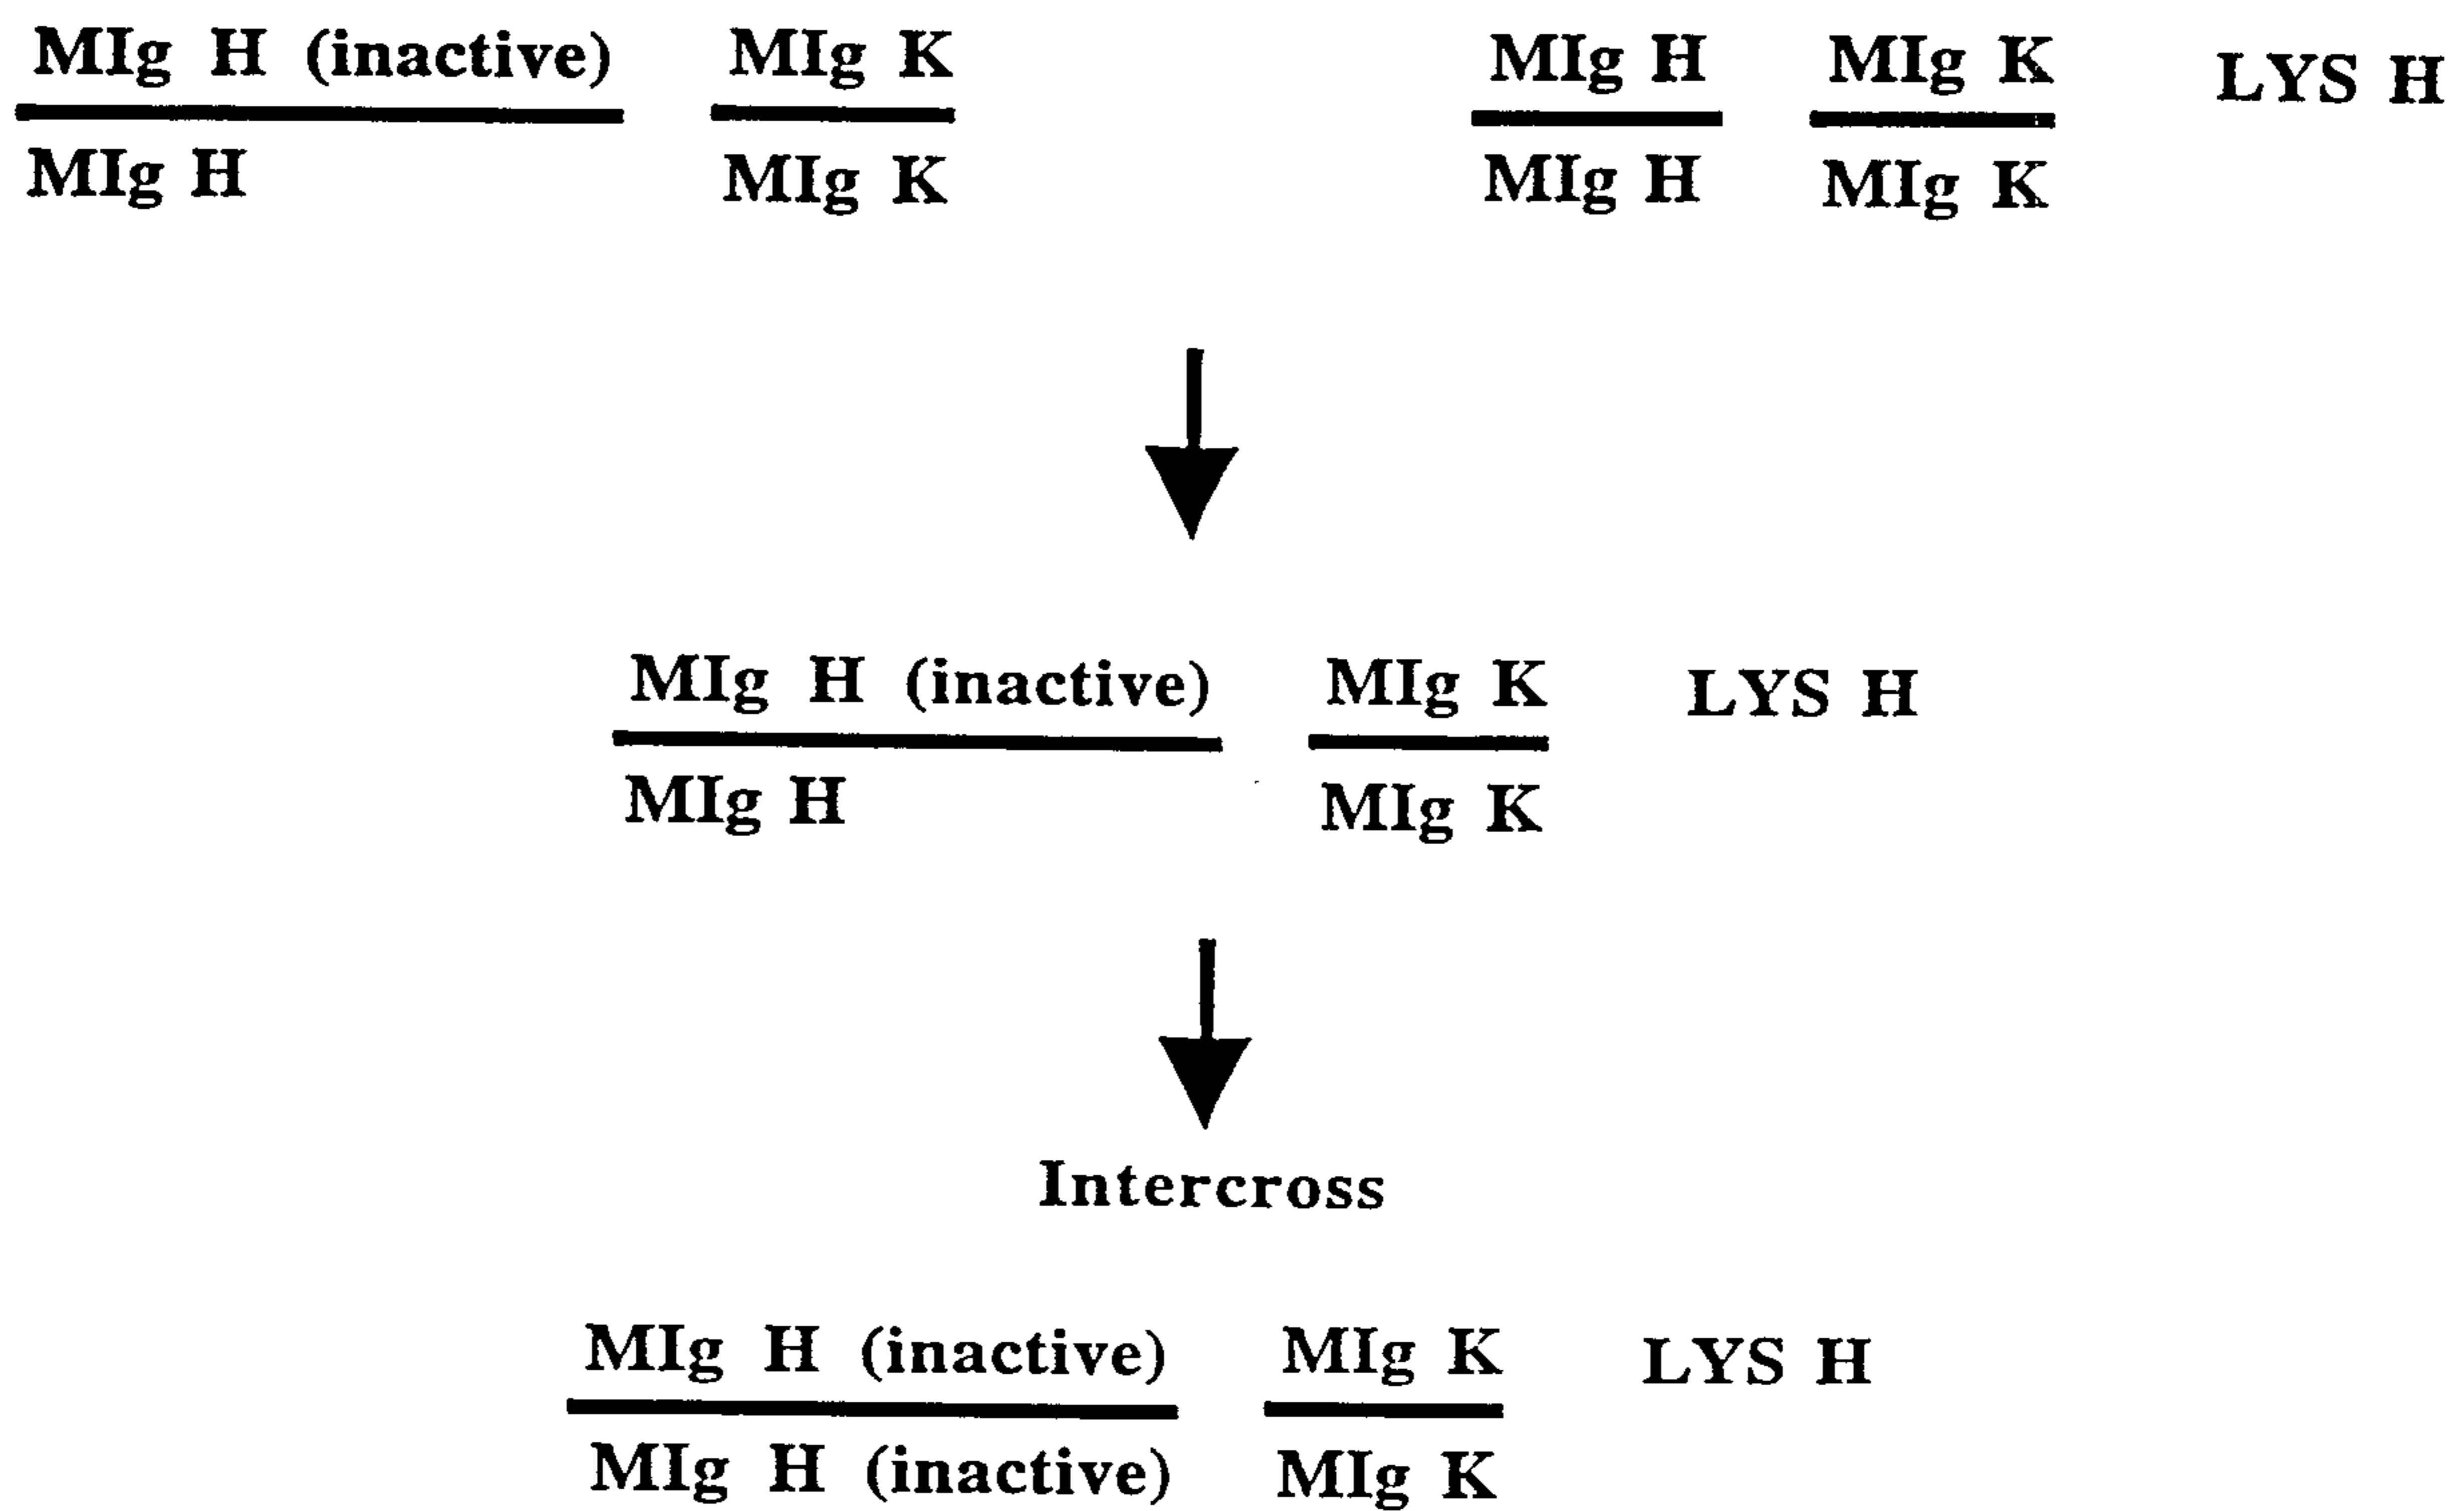 MIg H (inactive) MIg K MIg H MIg K LYS H
MIg H MIg K MIg H MIg K
MIg H (inactive) MIg K LYS H
MIg H MIg K
Intercross
MIg H (inactive) MIg K LYS H
MIg H (inactive) MIg K